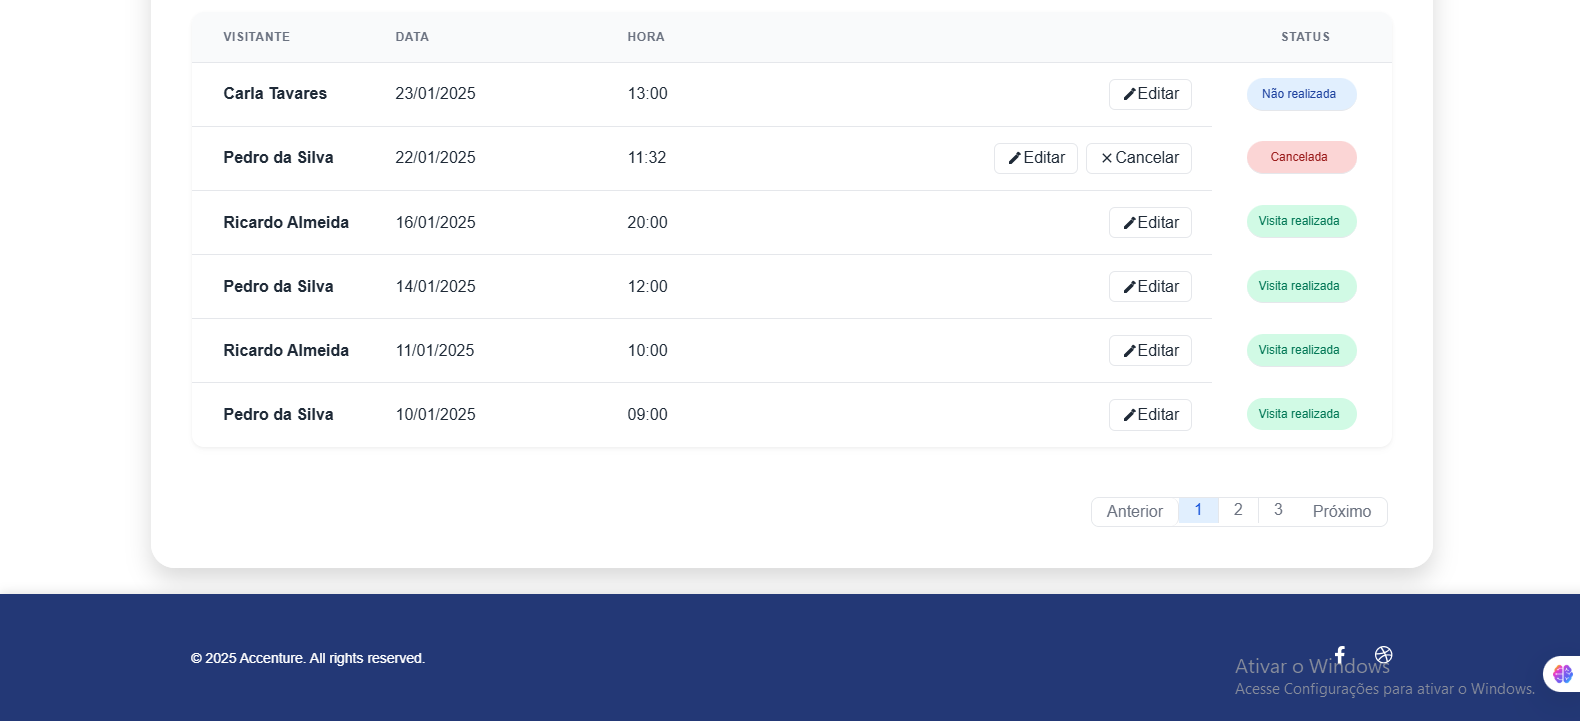 VISITANTE DATA HORA STATUS
Carla Tavares 23/01/2025 13:00 Editar Não realizada
Pedro da Silva 22/01/2025 11:32 Editar Cancelar Cancelada
Ricardo Almeida 16/01/2025 20:00 Editar Visita realizada
Pedro da Silva 14/01/2025 12:00 Editar Visita realizada
Ricardo Almeida 11/01/2025 10:00 Editar Visita realizada
Pedro da Silva 10/01/2025 09:00 Editar Visita realizada
Anterior 1 2 3 Próximo
© 2025 Accenture. All rights reserved.
Ativar o Windows
Acesse Configurações para ativar o Windows.